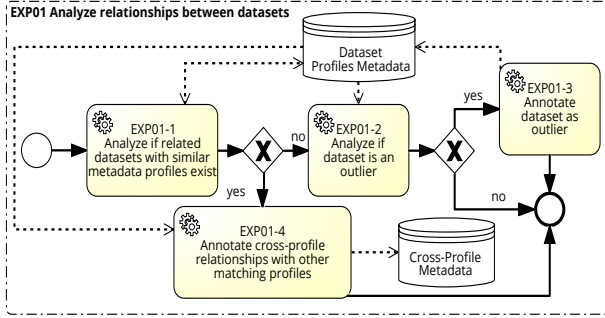 EXP01 Analyze relationships between datasets
Dataset
Profiles Metadata
EXP01-1
Analyze if related
datasets with similar
metadata profiles exist
no
yes
EXP01-2
Analyze if
dataset is an
outlier
yes
no
EXP01-3
Annotate
dataset as
outlier
EXP01-4
Annotate cross-profile
relationships with other
matching profiles
Cross-Profile
Metadata